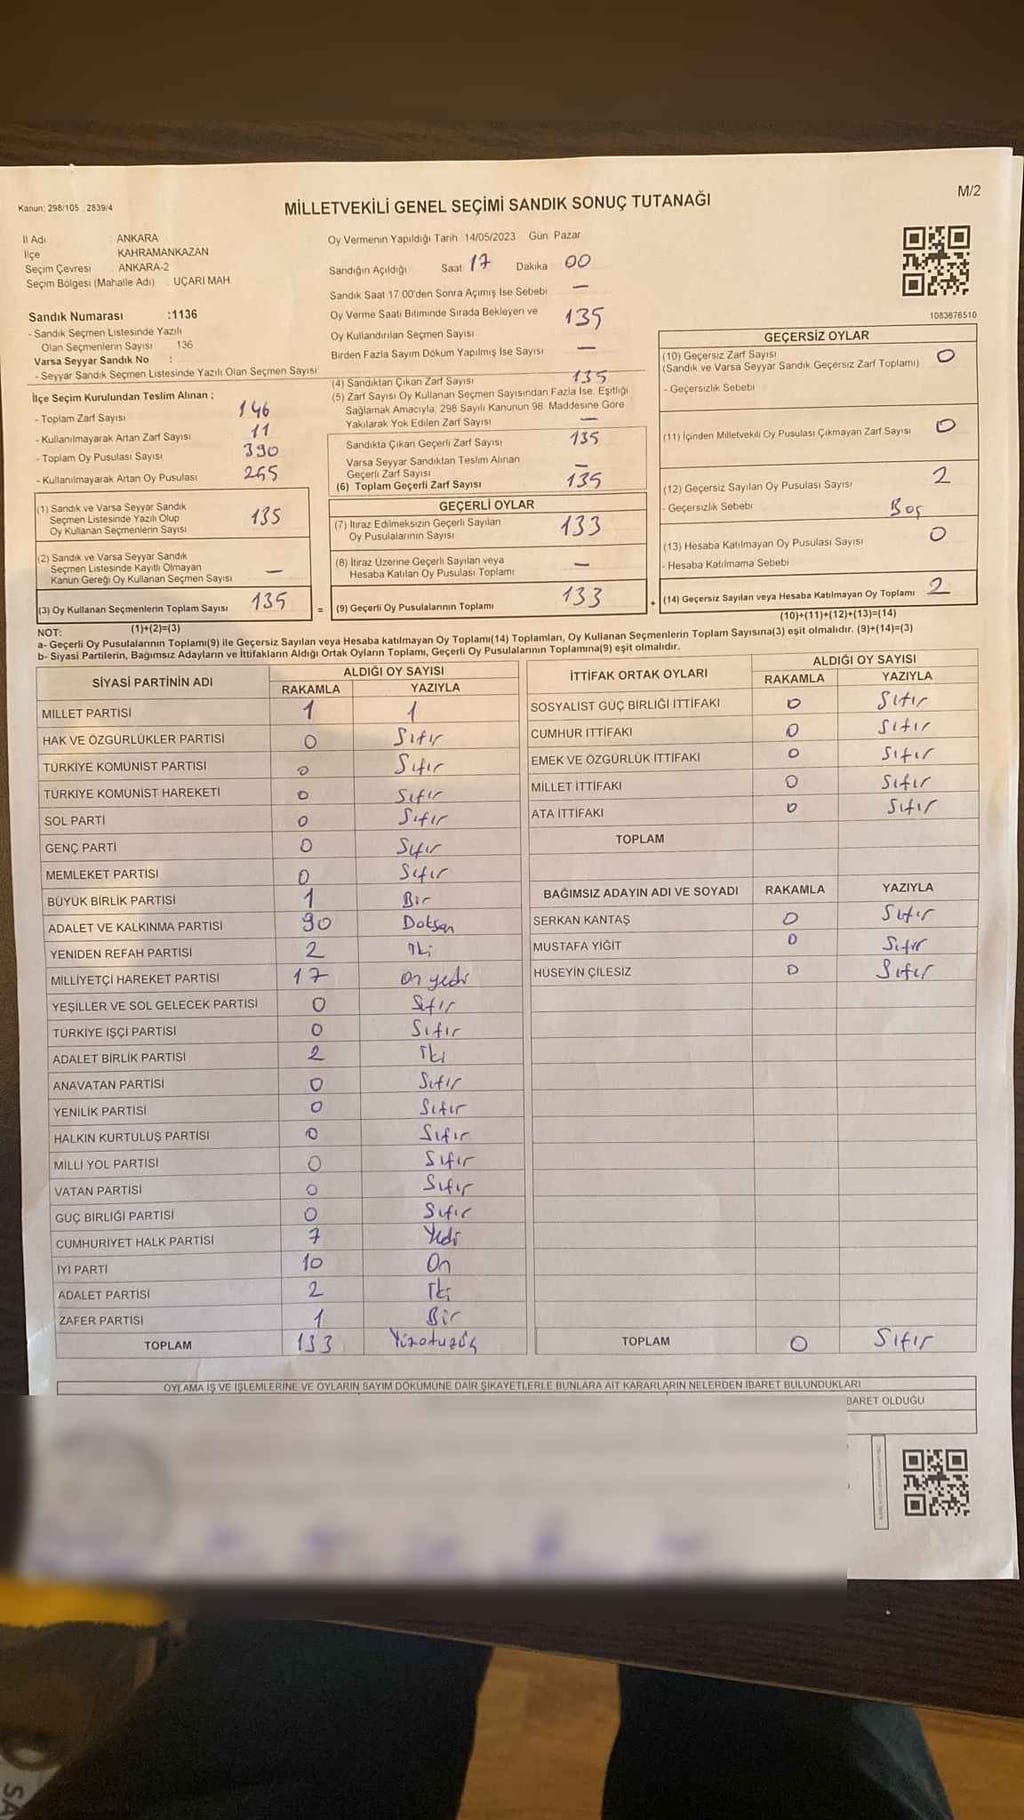 Kanun: 298/105 2839/4
MİLLETVEKİLİ GENEL SEÇİMİ SANDIK SONUÇ TUTANAĞI
M/2
İl Adı ANKARA
İlçe KAHRAMANKAZAN
Seçim Çevresi ANKARA-2
Seçim Bölgesi (Mahalle Adı) : UÇARI MAH
Oy Vermenin Yapıldığı Tarih 14/05/2023 Gün Pazar
Sandığın Açıldığı Saat 17 Dakika 00
Sandık Saat 17:00'den Sonra Açılmış İse Sebebi –
Oy Verme Saati Bitiminde Sırada Bekleyen ve
Oy Kullandırılan Seçmen Sayısı 135
Birden Fazla Sayım Döküm Yapılmış İse Sayısı –
1083676510
Sandık Numarası :1136
- Sandık Seçmen Listesinde Yazılı
Olan Seçmenlerin Sayısı 136
Varsa Seyyar Sandık No :
- Seyyar Sandık Seçmen Listesinde Yazılı Olan Seçmen Sayısı
İlçe Seçim Kurulundan Teslim Alınan ;
- Toplam Zarf Sayısı 146
- Kullanılmayarak Artan Zarf Sayısı 11
- Toplam Oy Pusulası Sayısı 390
- Kullanılmayarak Artan Oy Pusulası 255
(1) Sandık ve Varsa Seyyar Sandık
Seçmen Listesinde Yazılı Olup
Oy Kullanan Seçmenlerin Sayısı 135
(2) Sandık ve Varsa Seyyar Sandık
Seçmen Listesinde Kayıtlı Olmayan
Kanun Gereği Oy Kullanan Seçmen Sayısı –
(3) Oy Kullanan Seçmenlerin Toplam Sayısı 135
(1)+(2)=(3)
(4) Sandıktan Çıkan Zarf Sayısı 135
(5) Zarf Sayısı Oy Kullanan Seçmen Sayısından Fazla İse, Eşitliği
Sağlamak Amacıyla, 298 Sayılı Kanunun 98. Maddesine Göre
Yakılarak Yok Edilen Zarf Sayısı –
Sandıkta Çıkan Geçerli Zarf Sayısı 135
Varsa Seyyar Sandıktan Teslim Alınan
Geçerli Zarf Sayısı –
(6) Toplam Geçerli Zarf Sayısı 135
GEÇERLİ OYLAR
(7) İtiraz Edilmeksizin Geçerli Sayılan
Oy Pusulalarının Sayısı 133
(8) İtiraz Üzerine Geçerli Sayılan veya
Hesaba Katılan Oy Pusulası Toplamı –
= (9) Geçerli Oy Pusulalarının Toplamı 133
GEÇERSİZ OYLAR
(10) Geçersiz Zarf Sayısı 0
(Sandık ve Varsa Seyyar Sandık Geçersiz Zarf Toplamı)
- Geçersizlik Sebebi
(11) İçinden Milletvekili Oy Pusulası Çıkmayan Zarf Sayısı 0
(12) Geçersiz Sayılan Oy Pusulası Sayısı 2
- Geçersizlik Sebebi Boş
(13) Hesaba Katılmayan Oy Pusulası Sayısı 0
- Hesaba Katılmama Sebebi
+ (14) Geçersiz Sayılan veya Hesaba Katılmayan Oy Toplamı 2
(10)+(11)+(12)+(13)=(14)
NOT:
a- Geçerli Oy Pusulalarının Toplamı(9) ile Geçersiz Sayılan veya Hesaba katılmayan Oy Toplamı(14) Toplamları, Oy Kullanan Seçmenlerin Toplam Sayısına(3) eşit olmalıdır. (9)+(14)=(3)
b- Siyasi Partilerin, Bağımsız Adayların ve İttifakların Aldığı Ortak Oyların Toplamı, Geçerli Oy Pusulalarının Toplamına(9) eşit olmalıdır.
SİYASİ PARTİNİN ADI ALDIĞI OY SAYISI
RAKAMLA YAZIYLA
MİLLET PARTİSİ 1 1
HAK VE ÖZGÜRLÜKLER PARTİSİ 0 Sıfır
TÜRKİYE KOMÜNİST PARTİSİ 0 Sıfır
TÜRKİYE KOMÜNİST HAREKETİ 0 Sıfır
SOL PARTİ 0 Sıfır
GENÇ PARTİ 0 Sıfır
MEMLEKET PARTİSİ 0 Sıfır
BÜYÜK BİRLİK PARTİSİ 1 Bir
ADALET VE KALKINMA PARTİSİ 90 Doksan
YENİDEN REFAH PARTİSİ 2 İki
MİLLİYETÇİ HAREKET PARTİSİ 17 On yedi
YEŞİLLER VE SOL GELECEK PARTİSİ 0 Sıfır
TÜRKİYE İŞÇİ PARTİSİ 0 Sıfır
ADALET BİRLİK PARTİSİ 2 İki
ANAVATAN PARTİSİ 0 Sıfır
YENİLİK PARTİSİ 0 Sıfır
HALKIN KURTULUŞ PARTİSİ 0 Sıfır
MİLLİ YOL PARTİSİ 0 Sıfır
VATAN PARTİSİ 0 Sıfır
GÜÇ BİRLİĞİ PARTİSİ 0 Sıfır
CUMHURİYET HALK PARTİSİ 7 Yedi
İYİ PARTİ 10 On
ADALET PARTİSİ 2 İki
ZAFER PARTİSİ 1 Bir
TOPLAM 133 Yüzotuzüç
İTTİFAK ORTAK OYLARI ALDIĞI OY SAYISI
RAKAMLA YAZIYLA
SOSYALİST GÜÇ BİRLİĞİ İTTİFAKI 0 Sıfır
CUMHUR İTTİFAKI 0 Sıfır
EMEK VE ÖZGÜRLÜK İTTİFAKI 0 Sıfır
MİLLET İTTİFAKI 0 Sıfır
ATA İTTİFAKI 0 Sıfır
TOPLAM
BAĞIMSIZ ADAYIN ADI VE SOYADI RAKAMLA YAZIYLA
SERKAN KANTAŞ 0 Sıfır
MUSTAFA YİĞİT 0 Sıfır
HÜSEYİN ÇİLESİZ 0 Sıfır
TOPLAM 0 Sıfır
OYLAMA İŞ VE İŞLEMLERİNE VE OYLARIN SAYIM DÖKÜMÜNE DAİR ŞİKAYETLERLE BUNLARA AİT KARARLARIN NELERDEN İBARET BULUNDUKLARI
BARET OLDUĞU